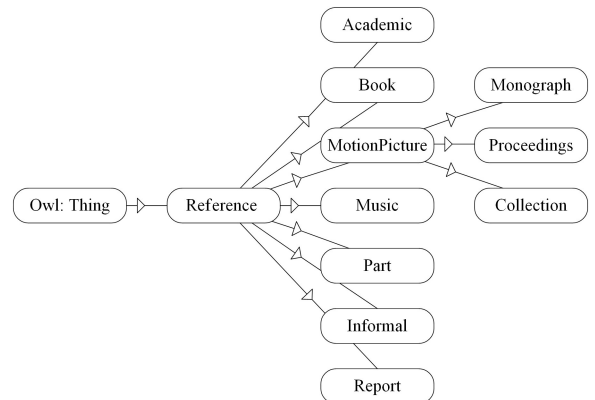 Academic
Book
Monograph
MotionPicture
Proceedings
Owl: Thing
Reference
Music
Collection
Part
Informal
Report